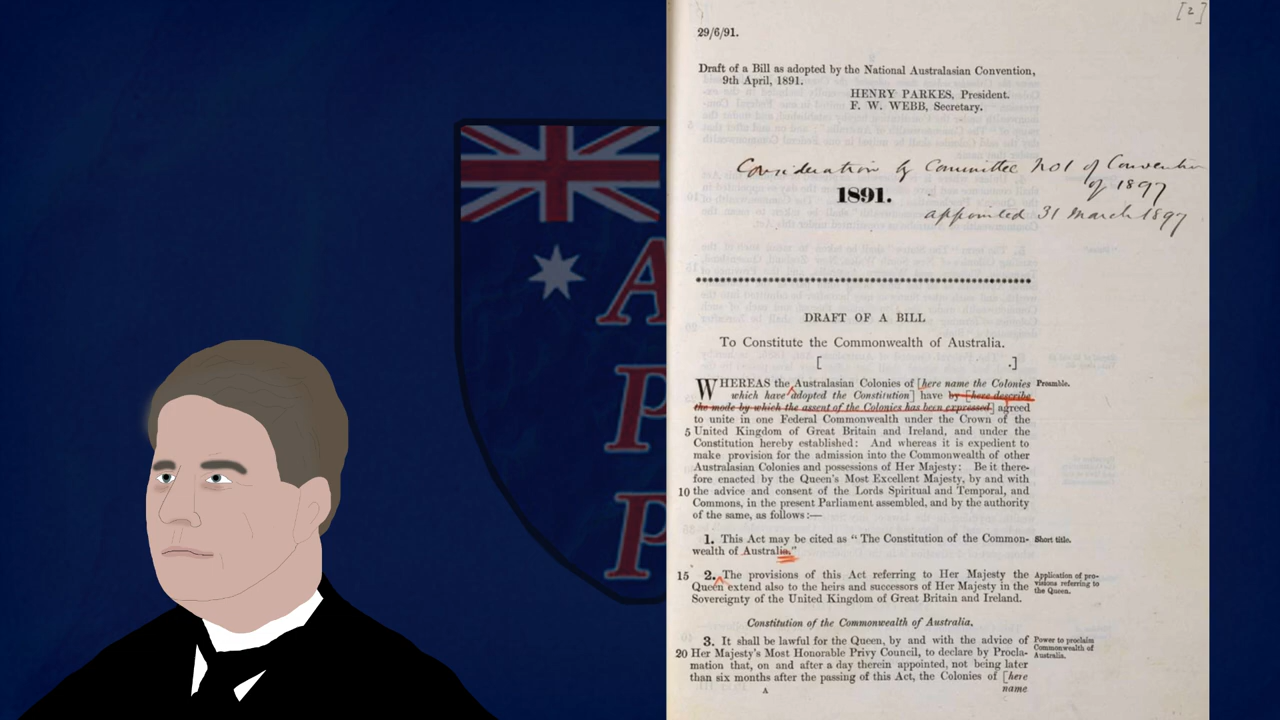 [2]
29/6/91.
Draft of a Bill as adopted by the National Australasian Convention,
9th April, 1891.
HENRY PARKES, President.
F. W. WEBB, Secretary.
Consideration by Committee No 1 of Convention
of 1897
1891.
appointed 31 March 1897
A
P
P
DRAFT OF A BILL
To Constitute the Commonwealth of Australia.
[ .]
WHEREAS the Australasian Colonies of [here name the Colonies
Preamble.
which have adopted the Constitution] have by [here describe
the mode by which the assent of the Colonies has been expressed] agreed
to unite in one Federal Commonwealth under the Crown of the
5 United Kingdom of Great Britain and Ireland, and under the
Constitution hereby established: And whereas it is expedient to
make provision for the admission into the Commonwealth of other
Australasian Colonies and possessions of Her Majesty: Be it there-
fore enacted by the Queen's Most Excellent Majesty, by and with
10 the advice and consent of the Lords Spiritual and Temporal, and
Commons, in the present Parliament assembled, and by the authority
of the same, as follows:—
1. This Act may be cited as "The Constitution of the Common-
Short title.
wealth of Australia."
15 2. The provisions of this Act referring to Her Majesty the
Queen extend also to the heirs and successors of Her Majesty in the
Sovereignty of the United Kingdom of Great Britain and Ireland.
Application of pro-
visions referring to
the Queen.
Constitution of the Commonwealth of Australia.
3. It shall be lawful for the Queen, by and with the advice of
20 Her Majesty's Most Honorable Privy Council, to declare by Procla-
mation that, on and after a day therein appointed, not being later
than six months after the passing of this Act, the Colonies of [here
name
Power to proclaim
Commonwealth of
Australia.
A